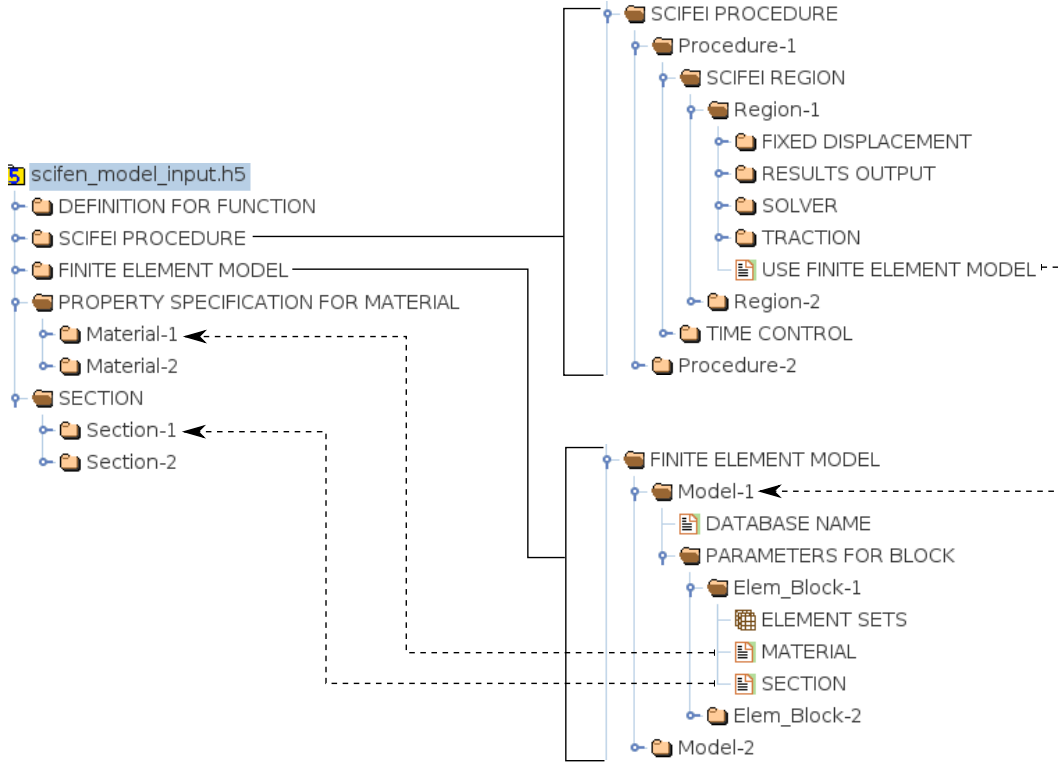 scifen_model_input.h5
DEFINITION FOR FUNCTION
SCIFEI PROCEDURE
FINITE ELEMENT MODEL
PROPERTY SPECIFICATION FOR MATERIAL
Material-1
Material-2
SECTION
Section-1
Section-2
SCIFEI PROCEDURE
Procedure-1
SCIFEI REGION
Region-1
FIXED DISPLACEMENT
RESULTS OUTPUT
SOLVER
TRACTION
USE FINITE ELEMENT MODEL
Region-2
TIME CONTROL
Procedure-2
FINITE ELEMENT MODEL
Model-1
DATABASE NAME
PARAMETERS FOR BLOCK
Elem_Block-1
ELEMENT SETS
MATERIAL
SECTION
Elem_Block-2
Model-2